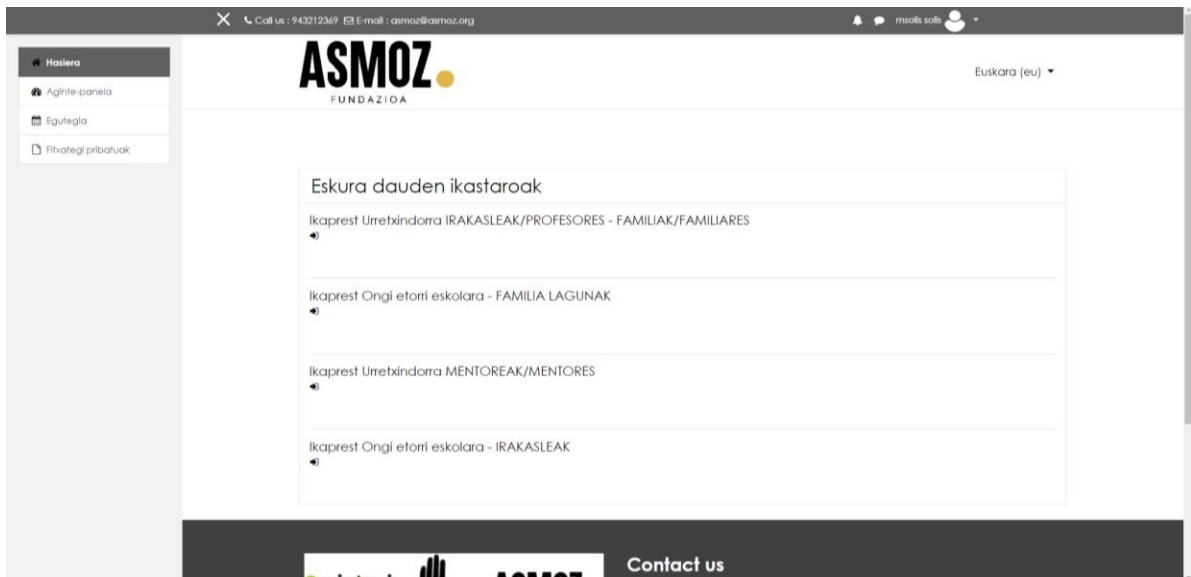 Call us : 943212369 E-mail : asmoz@asmoz.org
msolis solis
Hasiera
Aginte-panela
Egutegia
Fitxategi pribatuak
ASMOZ.
FUNDAZIOA
Euskara (eu)
Eskura dauden ikastaroak
Ikaprest Urretxindorra IRAKASLEAK/PROFESORES - FAMILIAK/FAMILIARES
Ikaprest Ongi etorri eskolara - FAMILIA LAGUNAK
Ikaprest Urretxindorra MENTOREAK/MENTORES
Ikaprest Ongi etorri eskolara - IRAKASLEAK
ASMOZ
Contact us